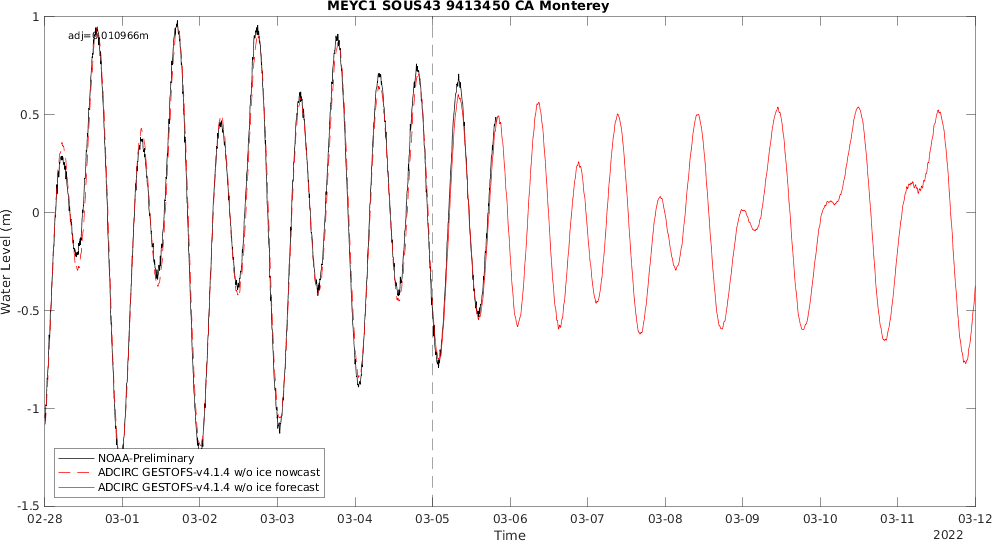 MEYC1 SOUS43 9413450 CA Monterey
adj=0.010966m
1
0.5
0
-0.5
-1
-1.5
Water Level (m)
NOAA-Preliminary
ADCIRC GESTOFS-v4.1.4 w/o ice nowcast
ADCIRC GESTOFS-v4.1.4 w/o ice forecast
02-28 03-01 03-02 03-03 03-04 03-05 03-06 03-07 03-08 03-09 03-10 03-11 03-12
Time
2022